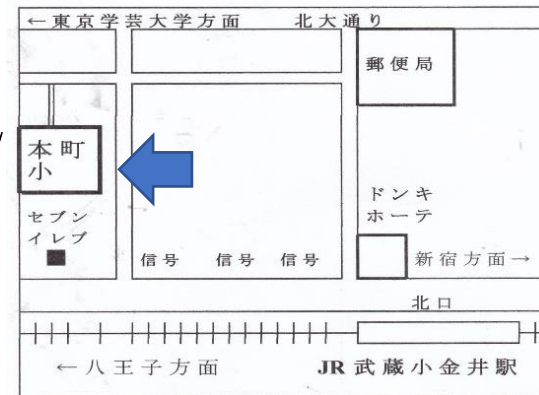 ←東京学芸大学方面　北大通り
郵便局
本町
小
ドンキ
ホーテ
セブン
イレブ
信号　信号　信号　新宿方面→
北口
←八王子方面　JR 武蔵小金井駅